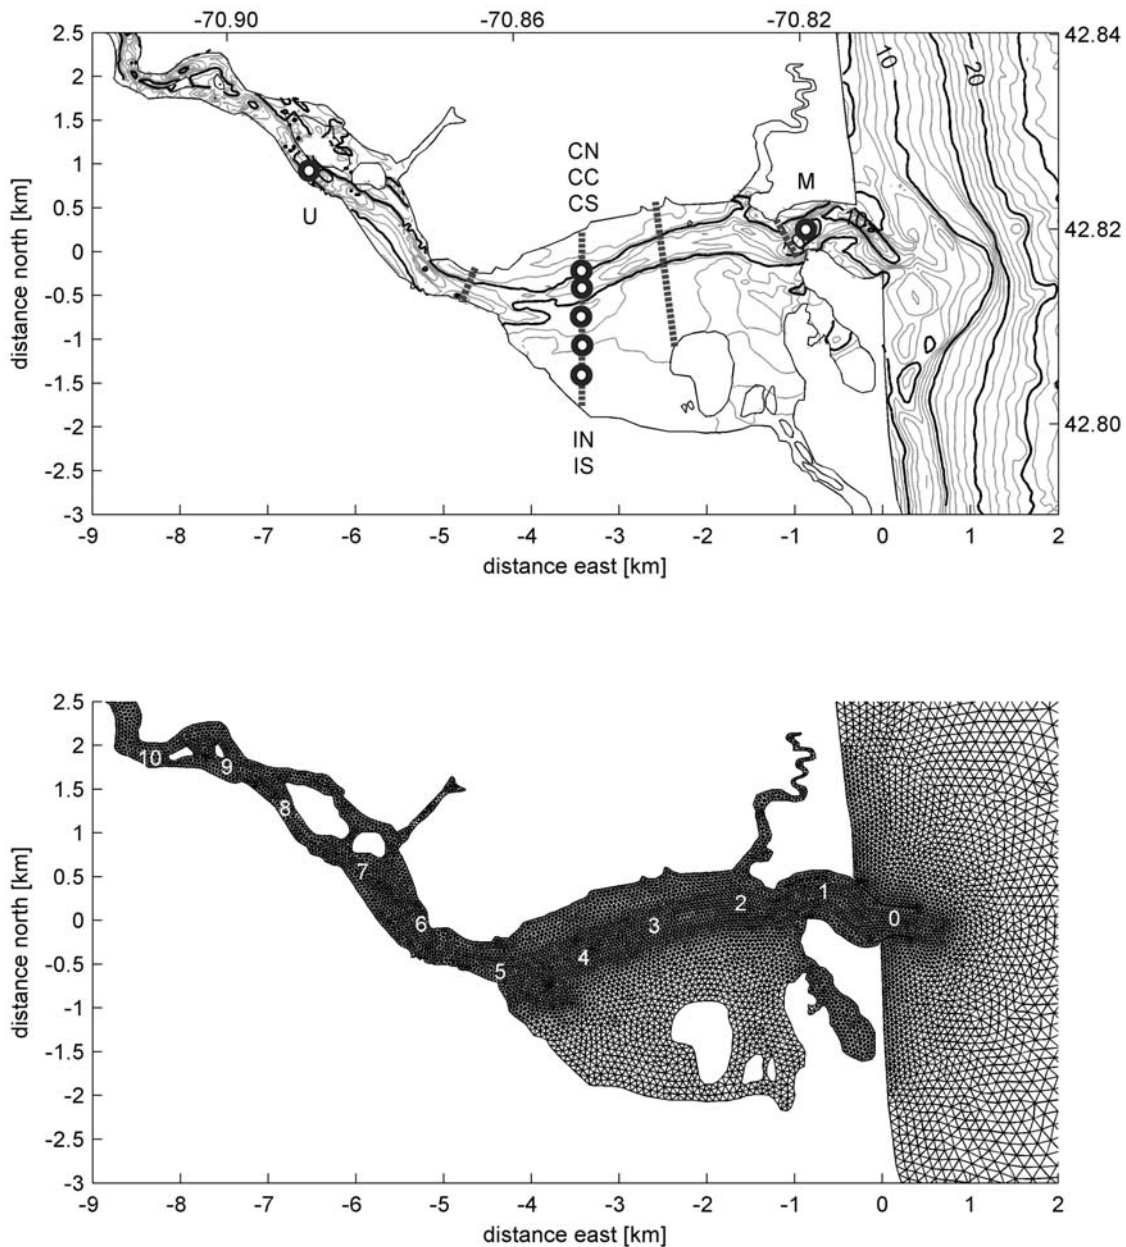 -70.90 -70.86 -70.82
2.5 42.84
10 20
2
1.5
CN
1 CC M
CS
U
0.5
10
0 42.82
-0.5
-1
-1.5
-2 42.80
IN
IS
-2.5
-3
-9 -8 -7 -6 -5 -4 -3 -2 -1 0 1 2
distance east [km]
distance north [km]
2.5
2
10 9
1.5
8
1
7
0.5
1
2
0 6 3 0
4
-0.5 5
-1
-1.5
-2
-2.5
-3
-9 -8 -7 -6 -5 -4 -3 -2 -1 0 1 2
distance east [km]
distance north [km]